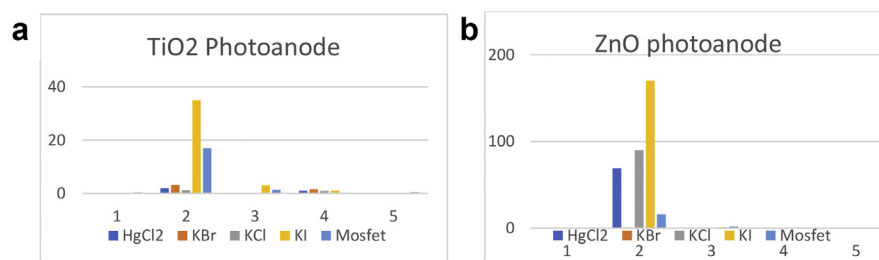 a
TiO2 Photoanode
40
20
0
1 2 3 4 5
HgCl2 KBr KCl KI Mosfet
b
ZnO photoanode
200
100
0
HgCl2 KBr KCl KI Mosfet
1 2 3 4 5